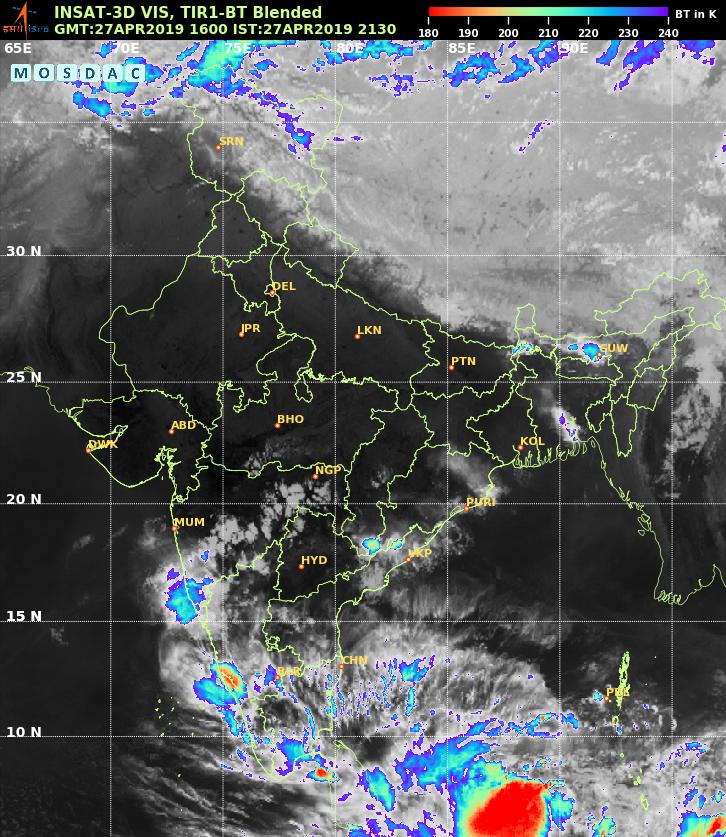 INSAT-3D VIS, TIR1-BT Blended
GMT:27APR2019 1600 IST:27APR2019 2130
BT in K
180 190 200 210 220 230 240
65E 70E 75E 80E 85E 90E
MOSDAC
SRN
30 N
DEL
JPR LKN
SUW
PTN
25 N
ABD BHO
DWK KOL
NGP
20 N PURI
MUM
VKP
HYD
15 N
CHN
10 N